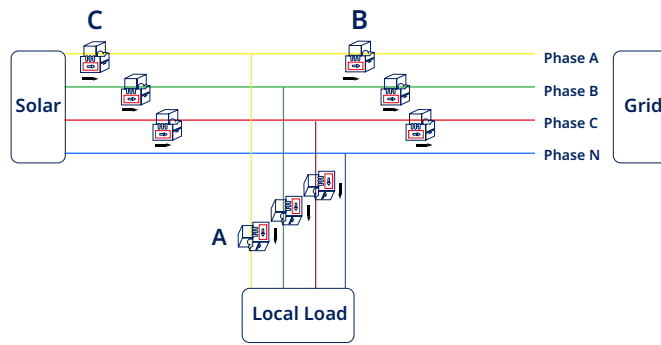 C
B
Phase A
Solar
Phase B
Grid
Phase C
Phase N
A
Local Load